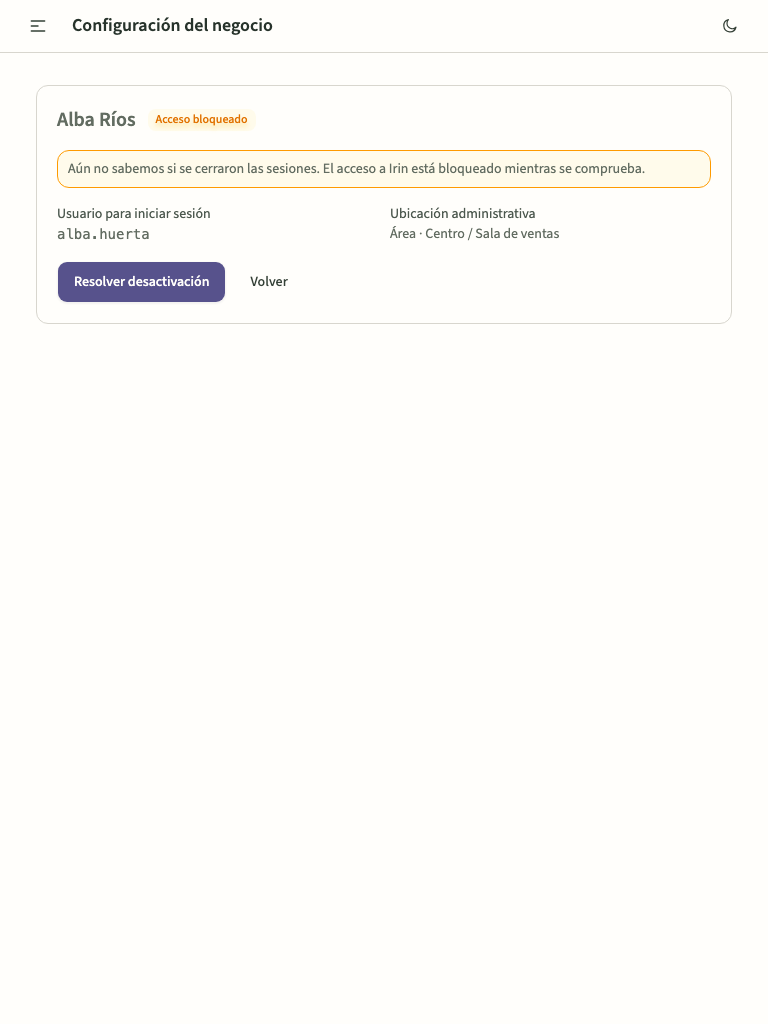 Configuración del negocio
Alba Ríos
Acceso bloqueado
Aún no sabemos si se cerraron las sesiones. El acceso a Irin está bloqueado mientras se comprueba.
Usuario para iniciar sesión
alba.huerta
Ubicación administrativa
Área · Centro / Sala de ventas
Resolver desactivación
Volver